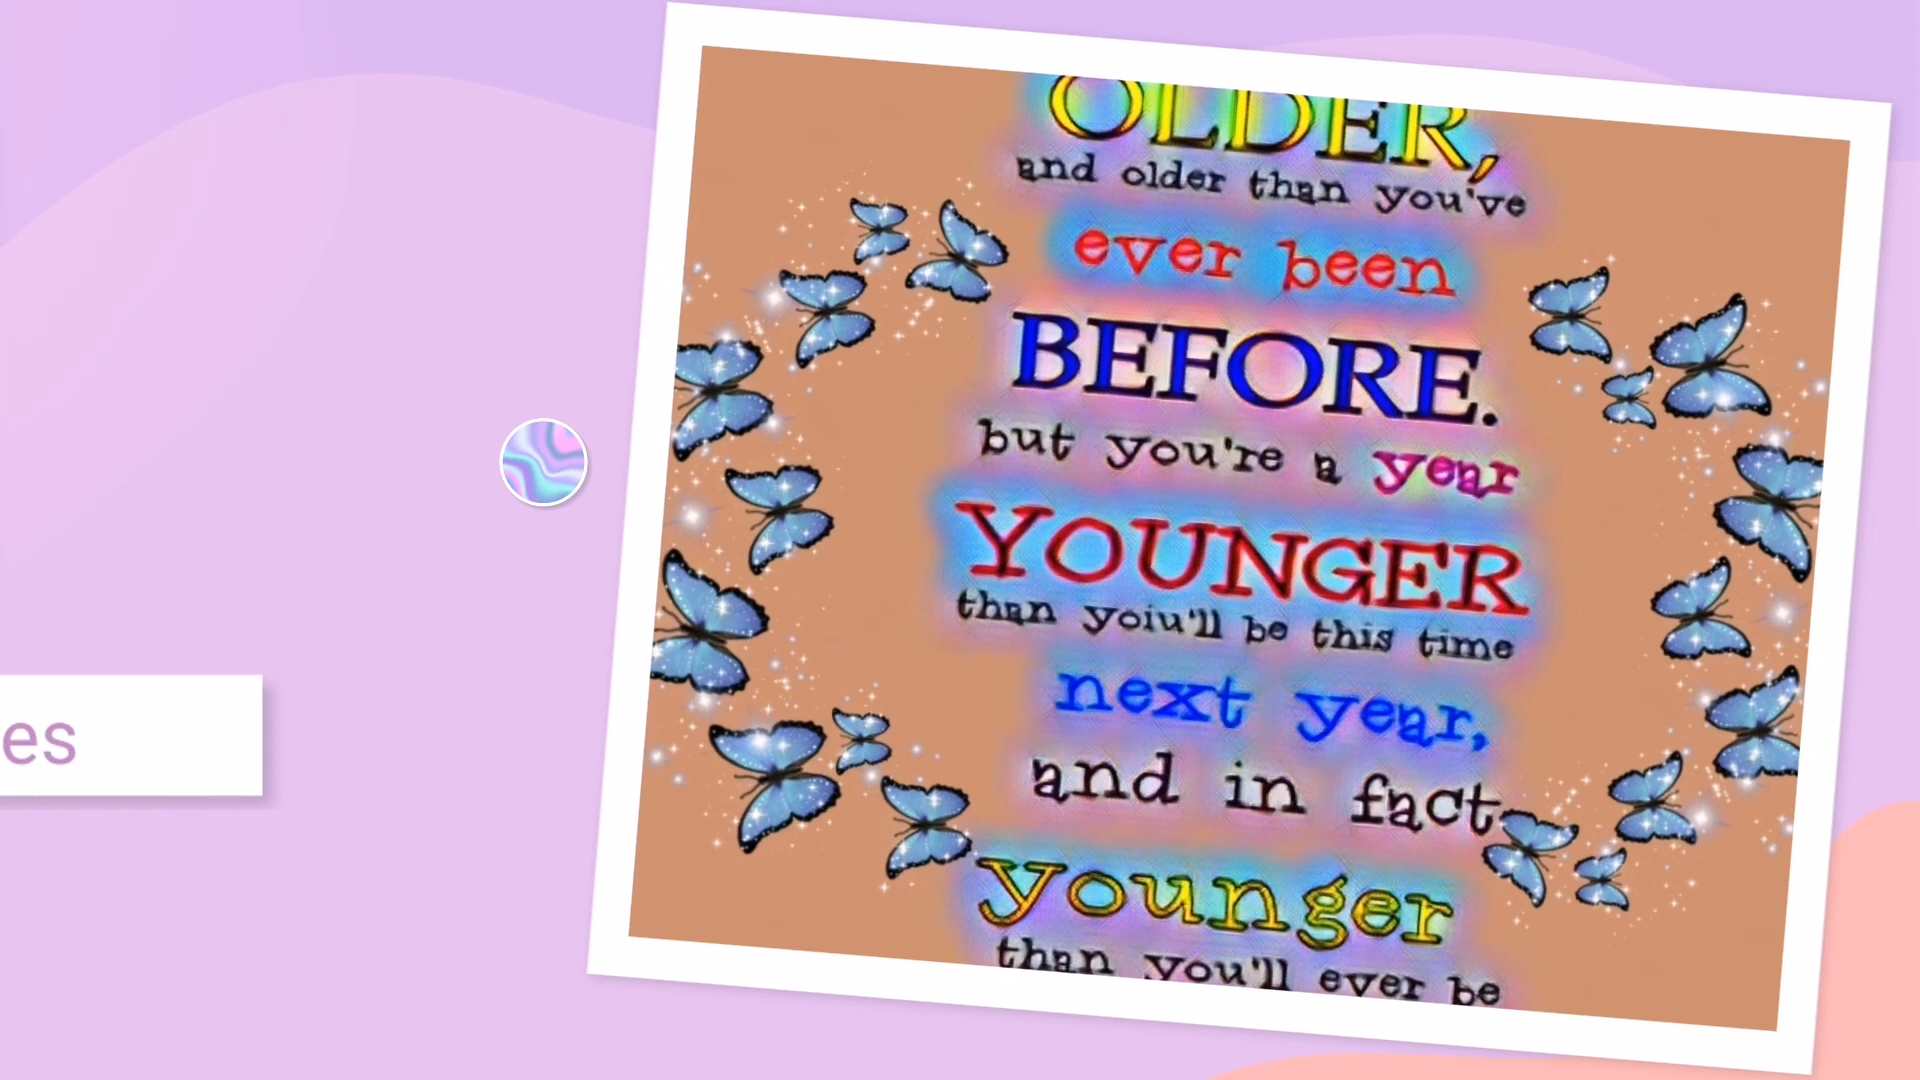 OLDER,
and older than you've
ever been
BEFORE.
but you're a year
YOUNGER
than yoiu'll be this time
next year,
and in fact
younger
than you'll ever be
es